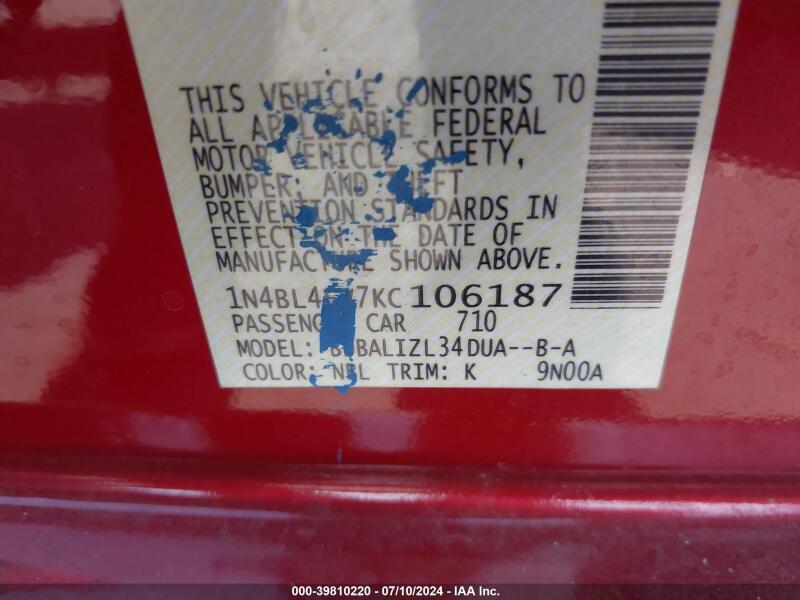 THIS VEHICLE CONFORMS TO
ALL APPLICABLE FEDERAL
MOTOR VEHICLE SAFETY,
BUMPER, AND THEFT
PREVENTION STANDARDS IN
EFFECT ON THE DATE OF
MANUFACTURE SHOWN ABOVE.
106187
CAR 710
MODEL:
COLOR: NBL TRIM: K 9N00A
000-39810220 - 07/10/2024 - IAA Inc.